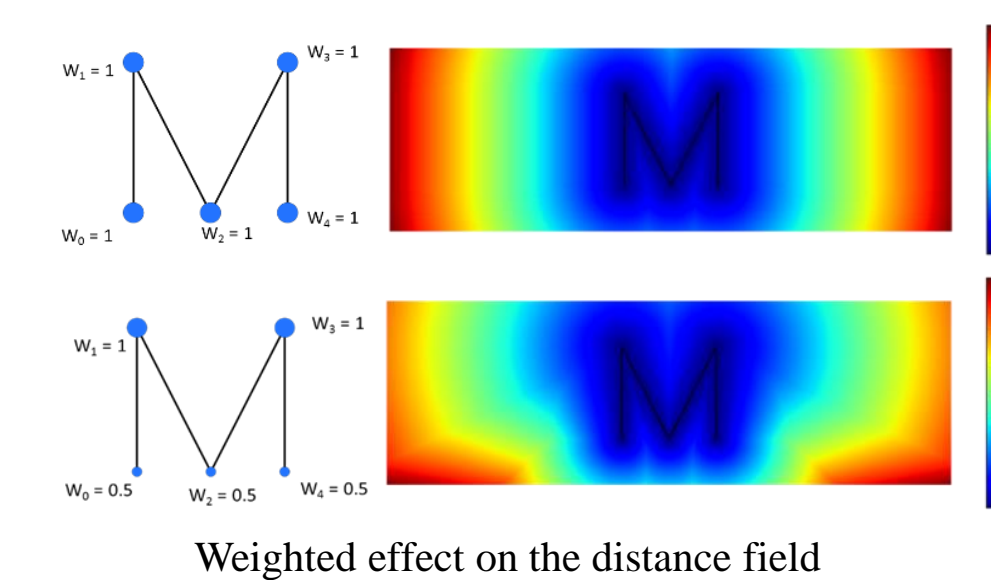 W₃ = 1
W₁ = 1
W₄ = 1
W₀ = 1
W₂ = 1
W₃ = 1
W₁ = 1
W₀ = 0.5
W₂ = 0.5
W₄ = 0.5
Weighted effect on the distance field